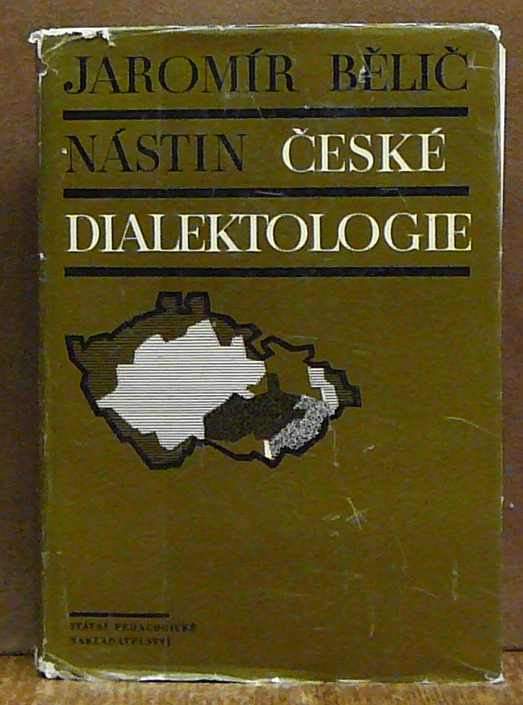 JAROMÍR BĚLIČ
NÁSTIN ČESKÉ
DIALEKTOLOGIE
STÁTNÍ PEDAGOGICKÉ
NAKLADATELSTVÍ